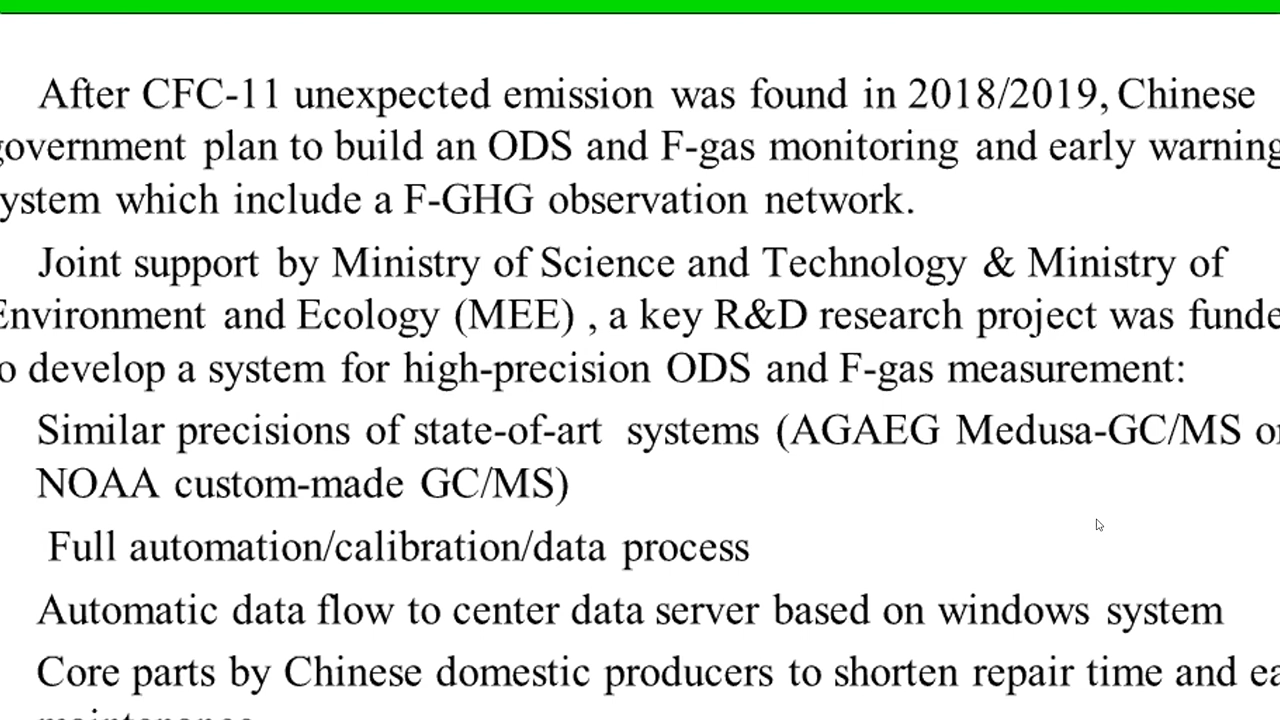 After CFC-11 unexpected emission was found in 2018/2019, Chinese
government plan to build an ODS and F-gas monitoring and early warning
ystem which include a F-GHG observation network.
Joint support by Ministry of Science and Technology & Ministry of
Environment and Ecology (MEE) , a key R&D research project was funde
o develop a system for high-precision ODS and F-gas measurement:
Similar precisions of state-of-art systems (AGAEG Medusa-GC/MS or
NOAA custom-made GC/MS)
Full automation/calibration/data process
Automatic data flow to center data server based on windows system
Core parts by Chinese domestic producers to shorten repair time and ea